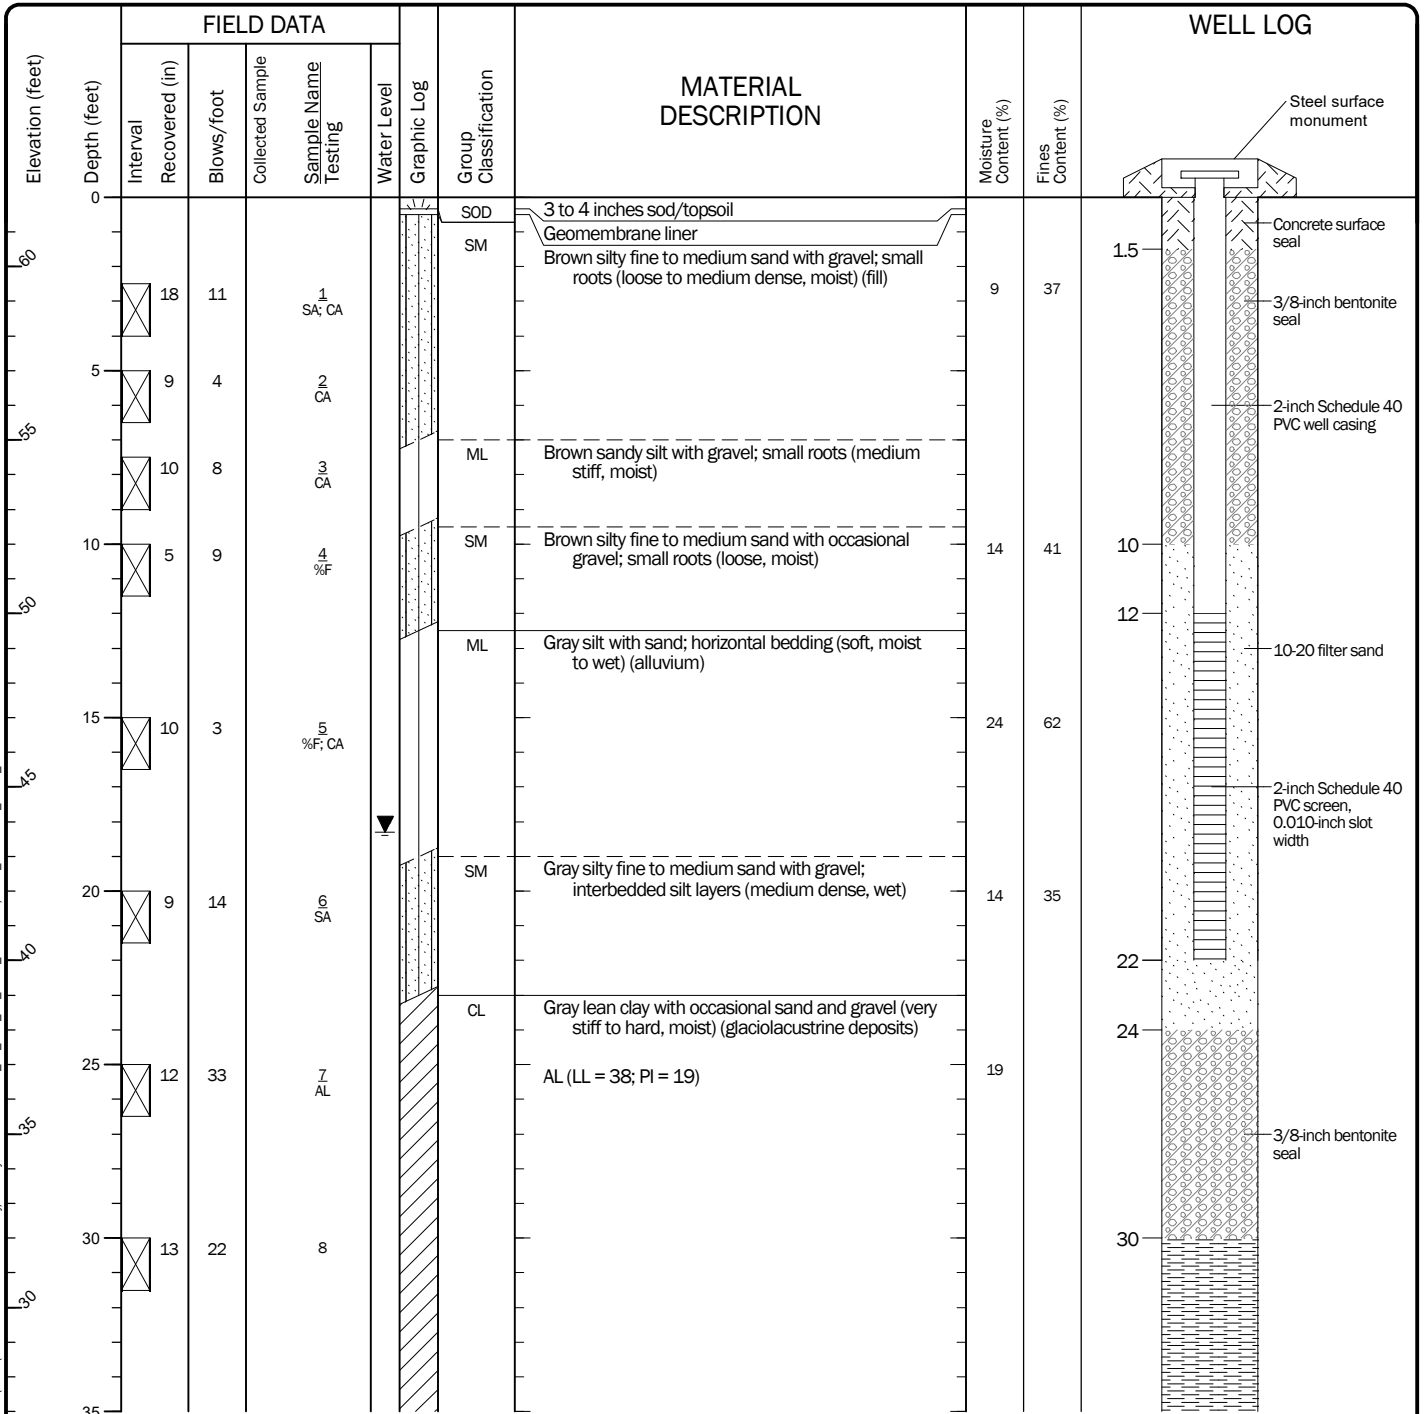 FIELD DATA
WELL LOG
Elevation (feet)
Depth (feet)
Interval
Recovered (in)
Blows/foot
Collected Sample
Sample Name
Testing
Water Level
Graphic Log
Group
Classification
MATERIAL
DESCRIPTION
Moisture
Content (%)
Fines
Content (%)
Steel surface
monument
0
SOD
3 to 4 inches sod/topsoil
Geomembrane liner
SM
Brown silty fine to medium sand with gravel; small
roots (loose to medium dense, moist) (fill)
Concrete surface
seal
1.5
60
18
11
1
SA; CA
9
37
3/8-inch bentonite
seal
5
9
4
2
CA
2-inch Schedule 40
PVC well casing
55
ML
Brown sandy silt with gravel; small roots (medium
stiff, moist)
10
8
3
CA
10
SM
Brown silty fine to medium sand with occasional
gravel; small roots (loose, moist)
5
9
4
%F
14
41
10
50
12
ML
Gray silt with sand; horizontal bedding (soft, moist
to wet) (alluvium)
10-20 filter sand
15
10
3
5
%F; CA
24
62
45
2-inch Schedule 40
PVC screen,
0.010-inch slot
width
SM
Gray silty fine to medium sand with gravel;
interbedded silt layers (medium dense, wet)
20
9
14
6
SA
14
35
40
22
CL
Gray lean clay with occasional sand and gravel (very
stiff to hard, moist) (glaciolacustrine deposits)
24
25
12
33
7
AL
AL (LL = 38; PI = 19)
19
35
3/8-inch bentonite
seal
30
13
22
8
30
30
35